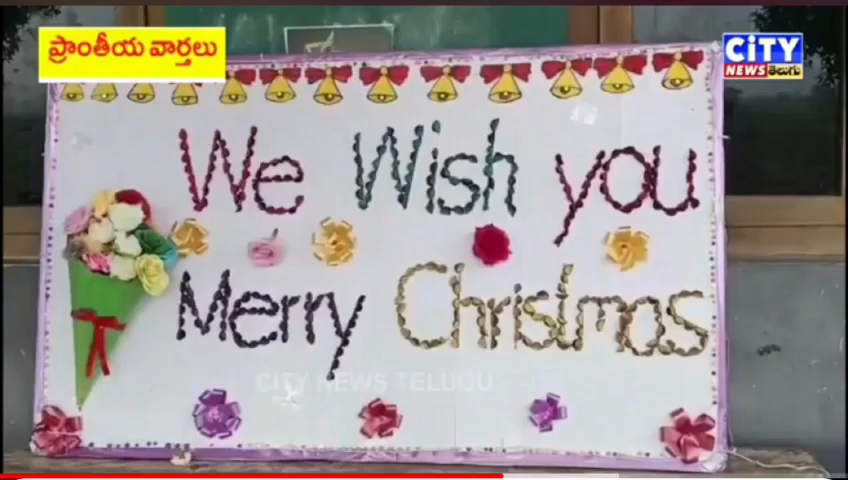 ప్రాంతీయ వార్తలు
CiTY
NEWS తెలుగు
We Wish you
Merry Christmas
CITY NEWS TELUGU